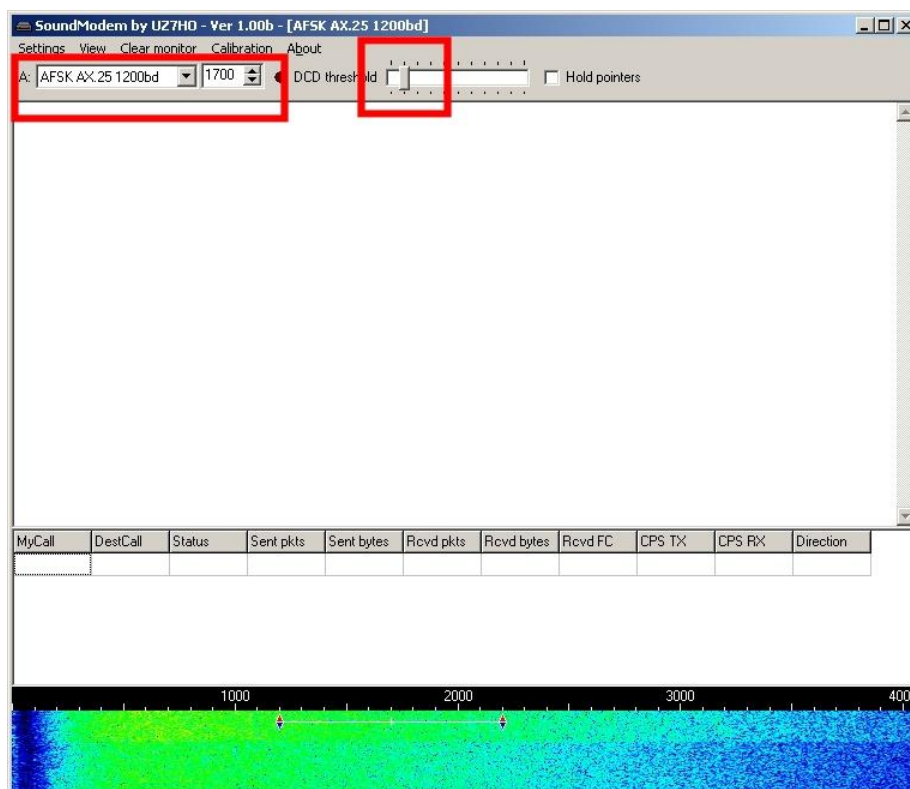 SoundModem by UZ7HO - Ver 1.00b - [AFSK AX.25 1200bd]
Settings View Clear monitor Calibration About
A: AFSK AX.25 1200bd 1700 DCD threshold Hold pointers
MyCall DestCall Status Sent pkts Sent bytes Rcvd pkts Rcvd bytes Rcvd FC CPS TX CPS RX Direction
1000 2000 3000 400